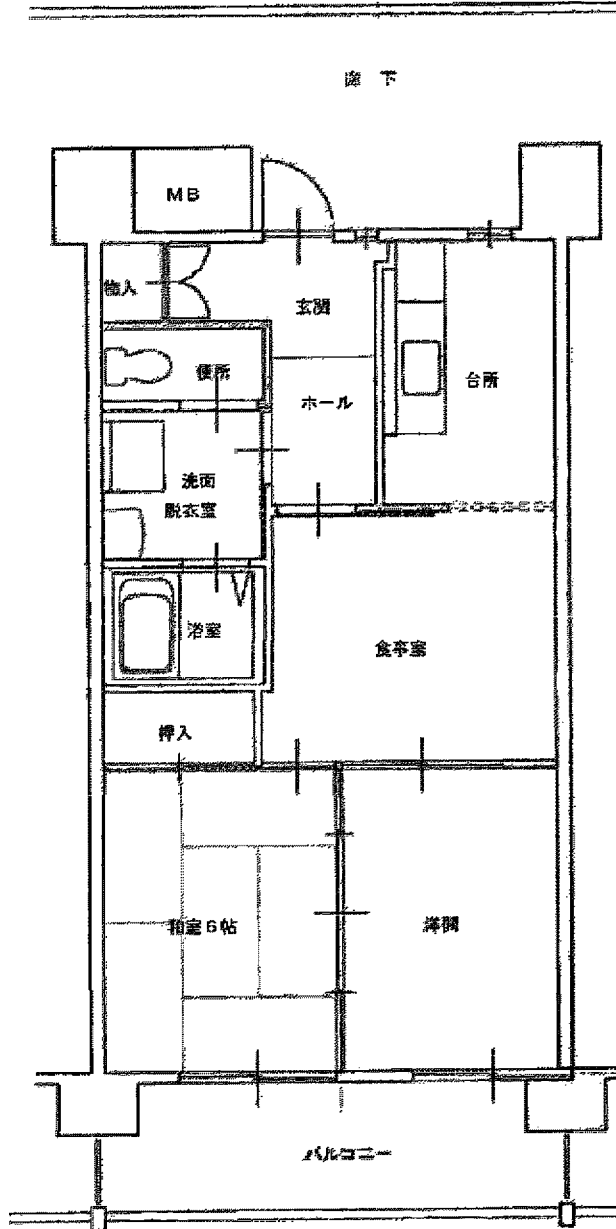 廊下
MB
物入
玄関
便所
台所
ホール
洗面
脱衣室
浴室
食事室
押入
和室6帖
洋間
バルコニー